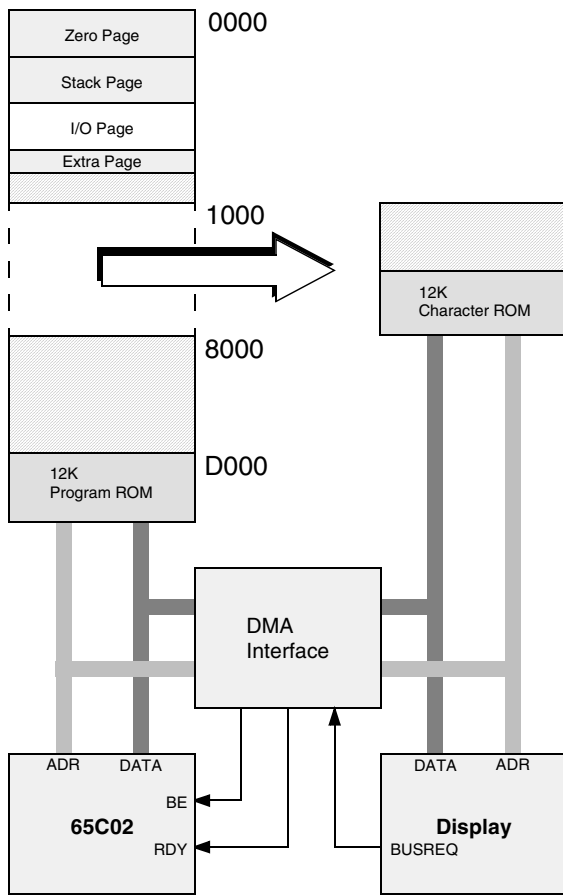 0000
Zero Page
Stack Page
I/O Page
Extra Page
1000
12K
Character ROM
8000
D000
12K
Program ROM
DMA
Interface
ADR
DATA
DATA
ADR
BE
65C02
Display
RDY
BUSREQ